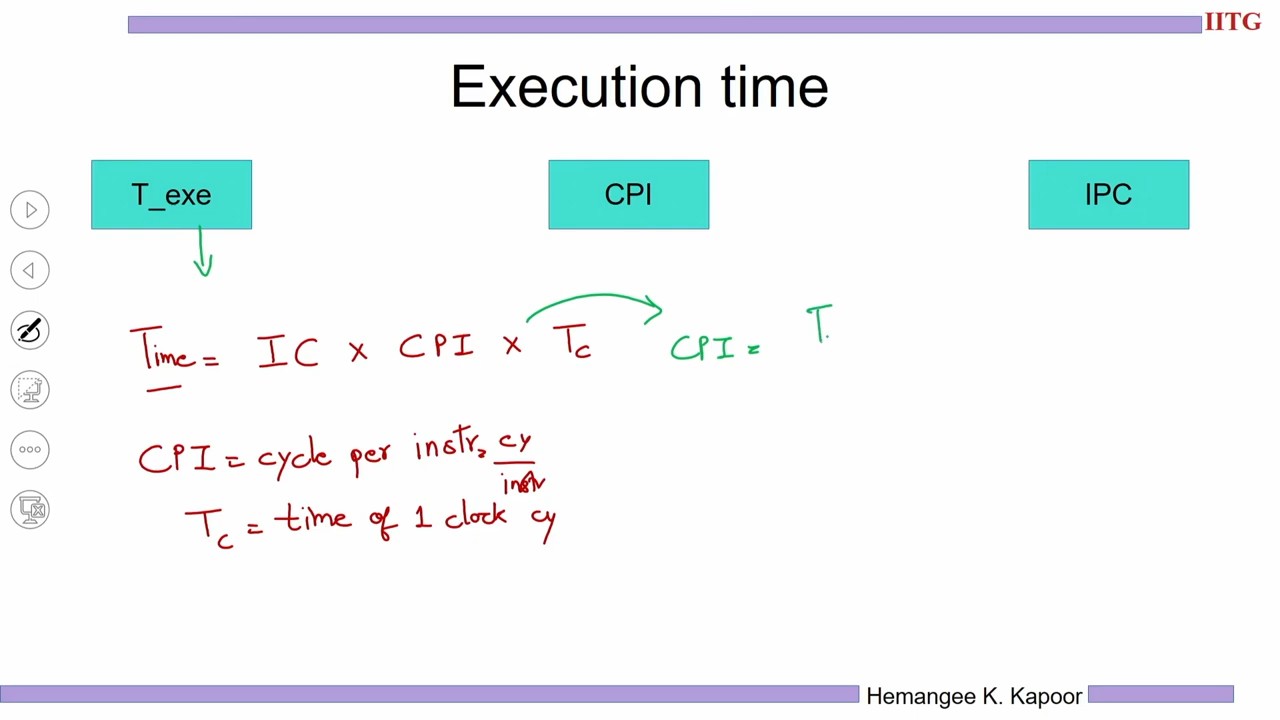 IITG
Execution time
T_exe CPI IPC
Time = IC × CPI × Tc CPI = T
CPI = cycle per instr, cy
instr
Tc = time of 1 clock cy
Hemangee K. Kapoor